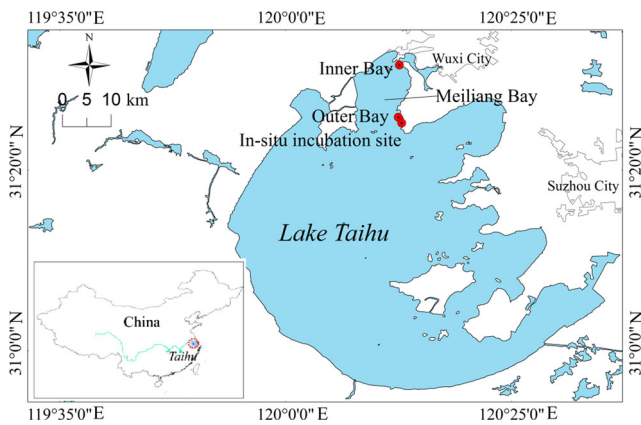 119°35'0"E
120°0'0"E
120°25'0"E
N
0 5 10 km
Inner Bay
Wuxi City
Meiliang Bay
Outer Bay
In-situ incubation site
31°20'0"N
31°20'0"N
Suzhou City
Lake Taihu
China
Taihu
31°0'0"N
31°0'0"N
119°35'0"E
120°0'0"E
120°25'0"E